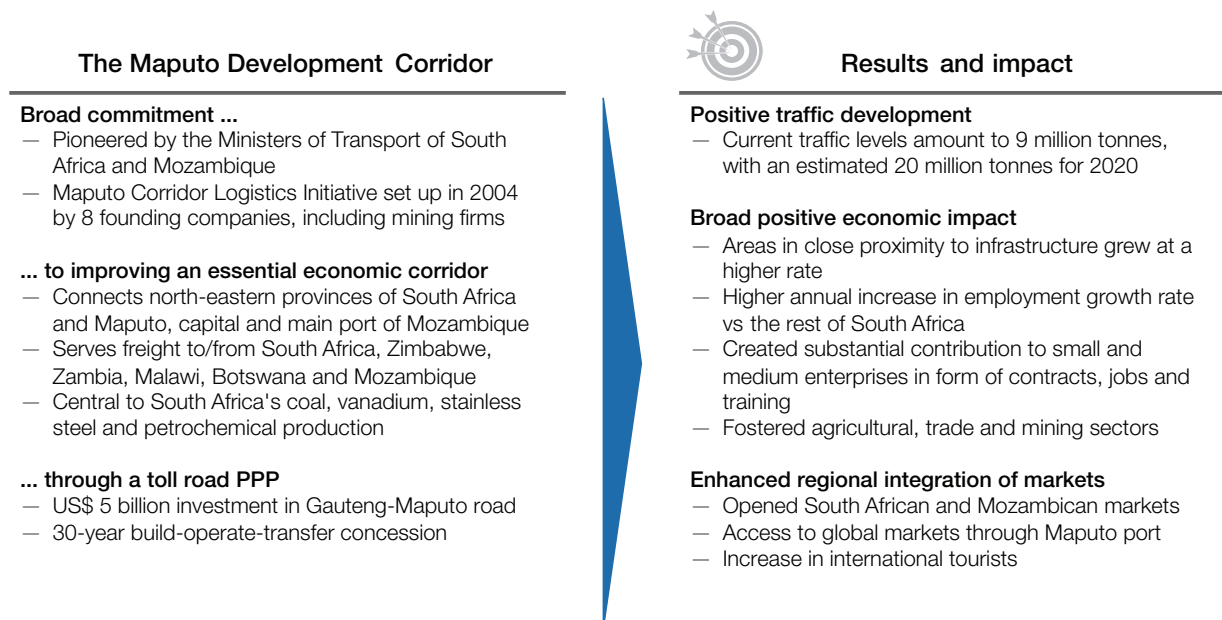 The Maputo Development Corridor
Broad commitment ...
— Pioneered by the Ministers of Transport of South
Africa and Mozambique
— Maputo Corridor Logistics Initiative set up in 2004
by 8 founding companies, including mining firms
... to improving an essential economic corridor
— Connects north-eastern provinces of South Africa
and Maputo, capital and main port of Mozambique
— Serves freight to/from South Africa, Zimbabwe,
Zambia, Malawi, Botswana and Mozambique
— Central to South Africa's coal, vanadium, stainless
steel and petrochemical production
... through a toll road PPP
— US$ 5 billion investment in Gauteng-Maputo road
— 30-year build-operate-transfer concession
Results and impact
Positive traffic development
— Current traffic levels amount to 9 million tonnes,
with an estimated 20 million tonnes for 2020
Broad positive economic impact
— Areas in close proximity to infrastructure grew at a
higher rate
— Higher annual increase in employment growth rate
vs the rest of South Africa
— Created substantial contribution to small and
medium enterprises in form of contracts, jobs and
training
— Fostered agricultural, trade and mining sectors
Enhanced regional integration of markets
— Opened South African and Mozambican markets
— Access to global markets through Maputo port
— Increase in international tourists